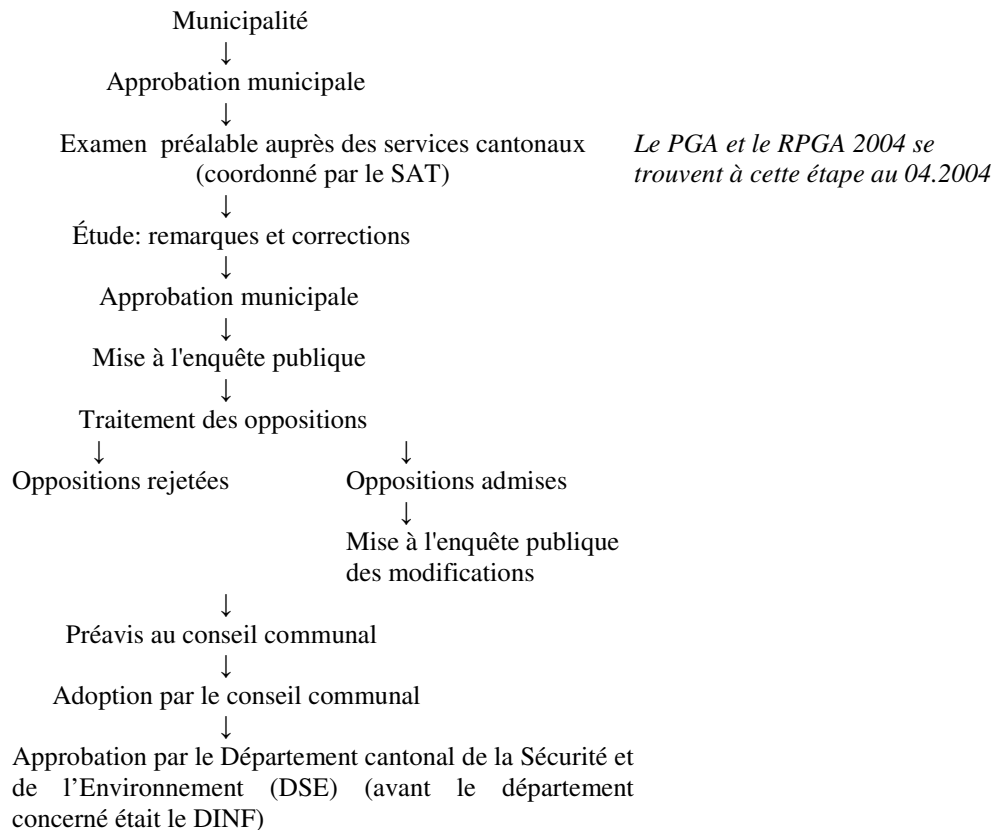 Municipalité
↓
Approbation municipale
↓
Examen préalable auprès des services cantonaux
(coordonné par le SAT)
Le PGA et le RPGA 2004 se
trouvent à cette étape au 04.2004
↓
Étude: remarques et corrections
↓
Approbation municipale
↓
Mise à l'enquête publique
↓
Traitement des oppositions
↓ ↓
Oppositions rejetées Oppositions admises
↓
Mise à l'enquête publique
des modifications
↓
Préavis au conseil communal
↓
Adoption par le conseil communal
↓
Approbation par le Département cantonal de la Sécurité et
de l'Environnement (DSE) (avant le département
concerné était le DINF)